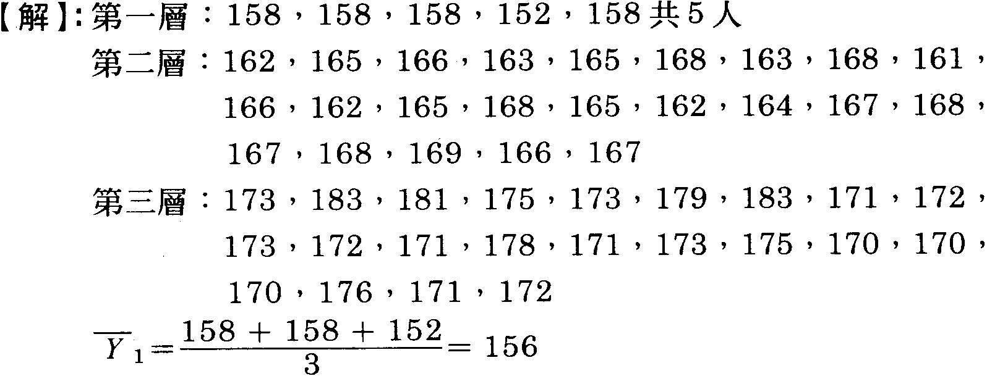 【解】:第一層:158,158,158,152,158共5人
第二層:162,165,166,163,165,168,163,168,161,
166,162,165,168,165,162,164,167,168,
167,168,169,166,167
第三層:173,183,181,175,173,179,183,171,172,
173,172,171,178,171,173,175,170,170,
170,176,171,172
Y̅₁ = (158 + 158 + 152)/3 = 156